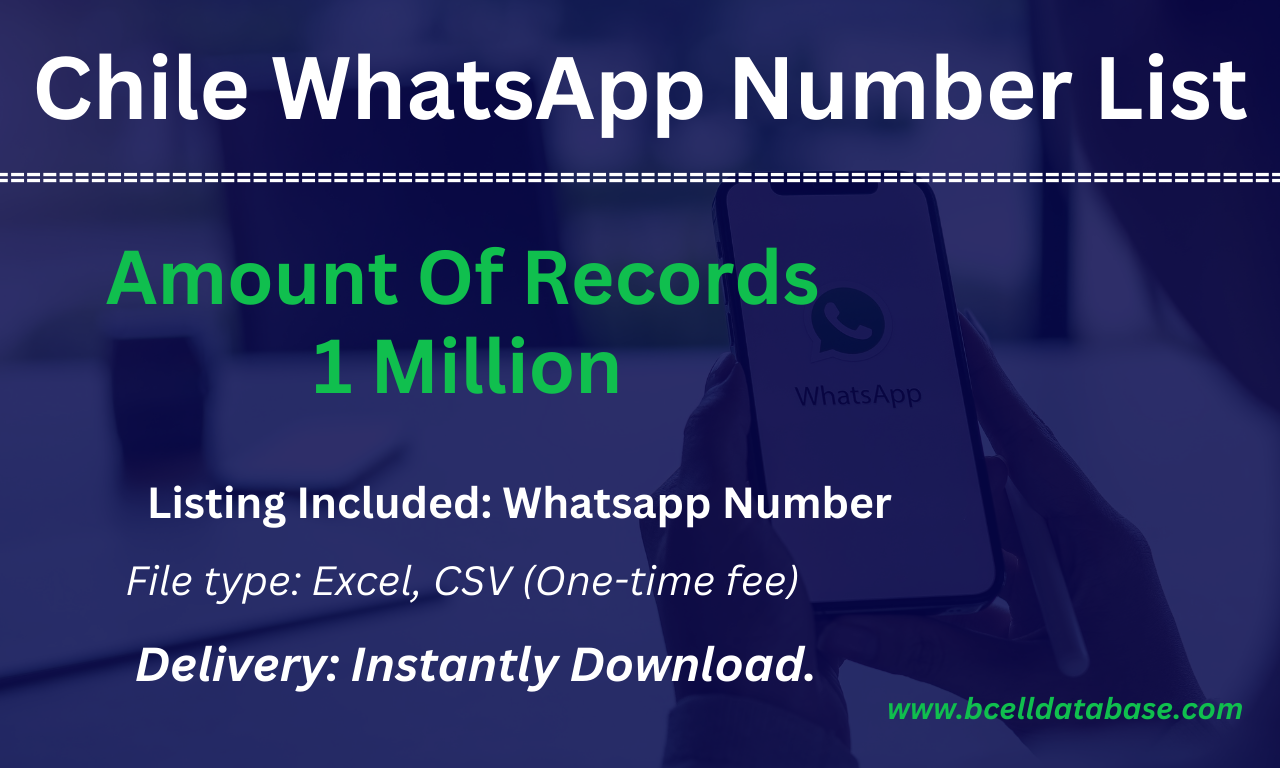 Chile WhatsApp Number List
================================================================================
Amount Of Records
1 Million
WhatsApp
Listing Included: Whatsapp Number
File type: Excel, CSV (One-time fee)
Delivery: Instantly Download.
www.bcelldatabase.com